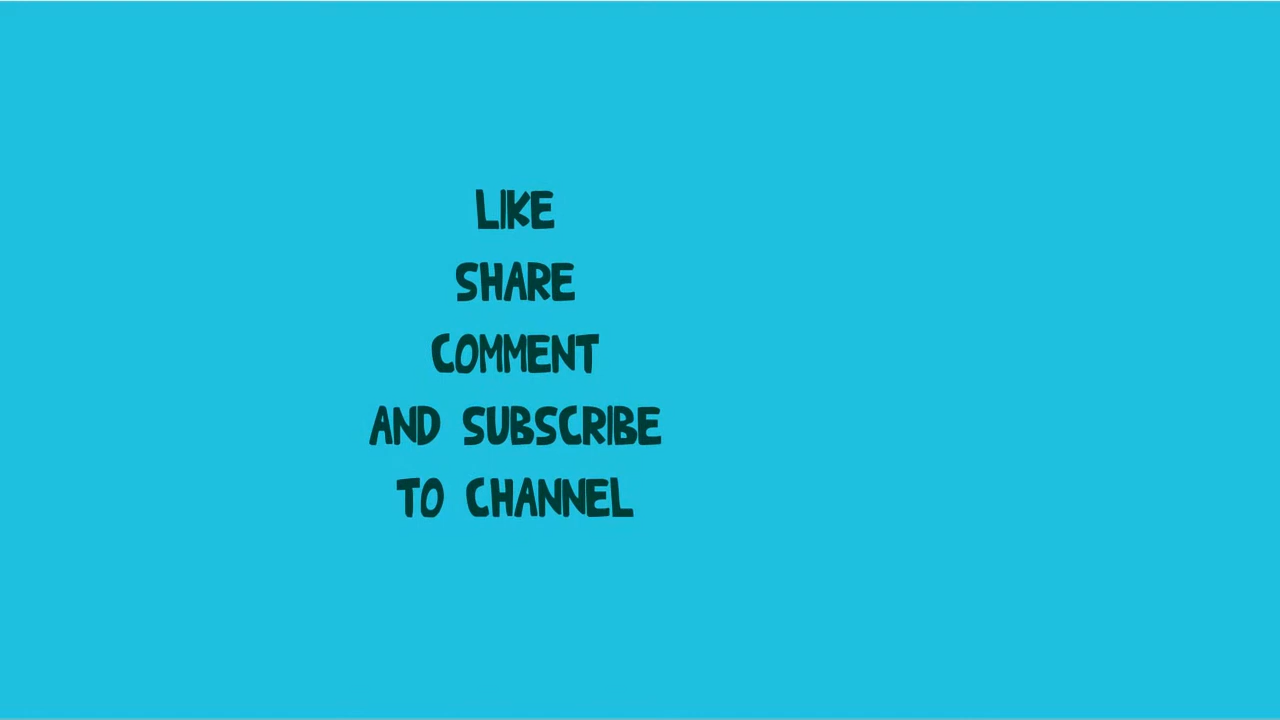 LIKE
SHARE
COMMENT
AND SUBSCRIBE
TO CHANNEL